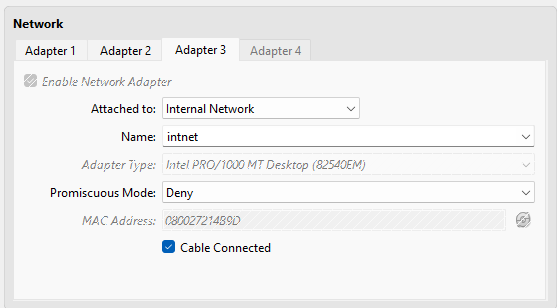 Network
Adapter 1 Adapter 2 Adapter 3 Adapter 4
Enable Network Adapter
Attached to: Internal Network
Name: intnet
Adapter Type: Intel PRO/1000 MT Desktop (82540EM)
Promiscuous Mode: Deny
MAC Address: 080027214B9D
Cable Connected